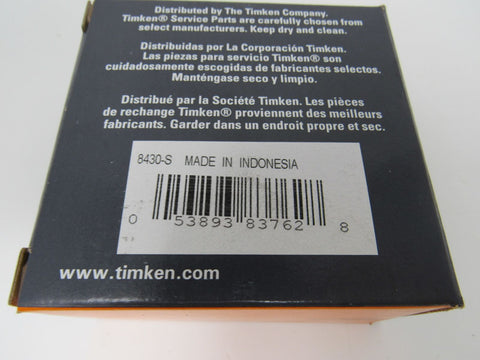 Distributed by The Timken Company.
Timken® Service Parts are carefully chosen from
select manufacturers. Keep dry and clean.
Distribuidas por La Corporación Timken.
Las piezas para servicio Timken® son
cuidadosamente escogidas de fabricantes selectos.
Manténgase seco y limpio.
Distribué par la Société Timken. Les pièces
de rechange Timken® proviennent des meilleurs
fabricants. Garder dans un endroit propre et sec.
8430-S MADE IN INDONESIA
0 53893 83762 8
www.timken.com